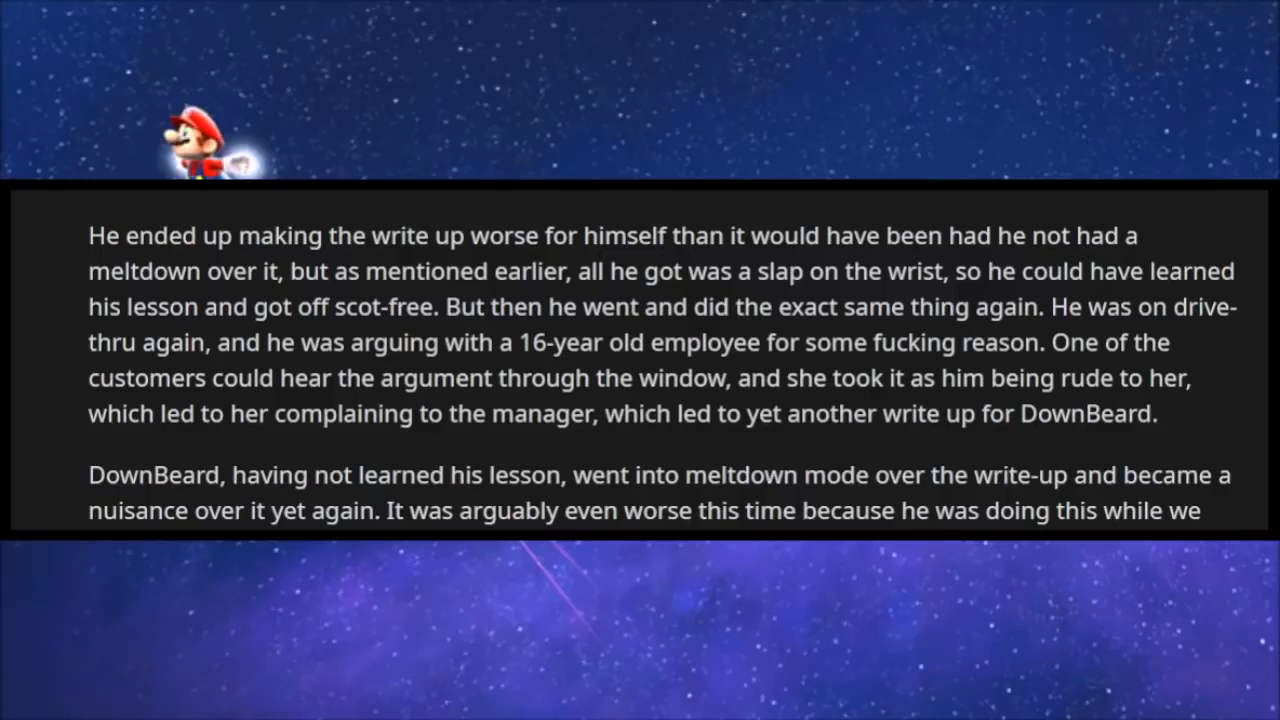 He ended up making the write up worse for himself than it would have been had he not had a
meltdown over it, but as mentioned earlier, all he got was a slap on the wrist, so he could have learned
his lesson and got off scot-free. But then he went and did the exact same thing again. He was on drive-
thru again, and he was arguing with a 16-year old employee for some fucking reason. One of the
customers could hear the argument through the window, and she took it as him being rude to her,
which led to her complaining to the manager, which led to yet another write up for DownBeard.
DownBeard, having not learned his lesson, went into meltdown mode over the write-up and became a
nuisance over it yet again. It was arguably even worse this time because he was doing this while we